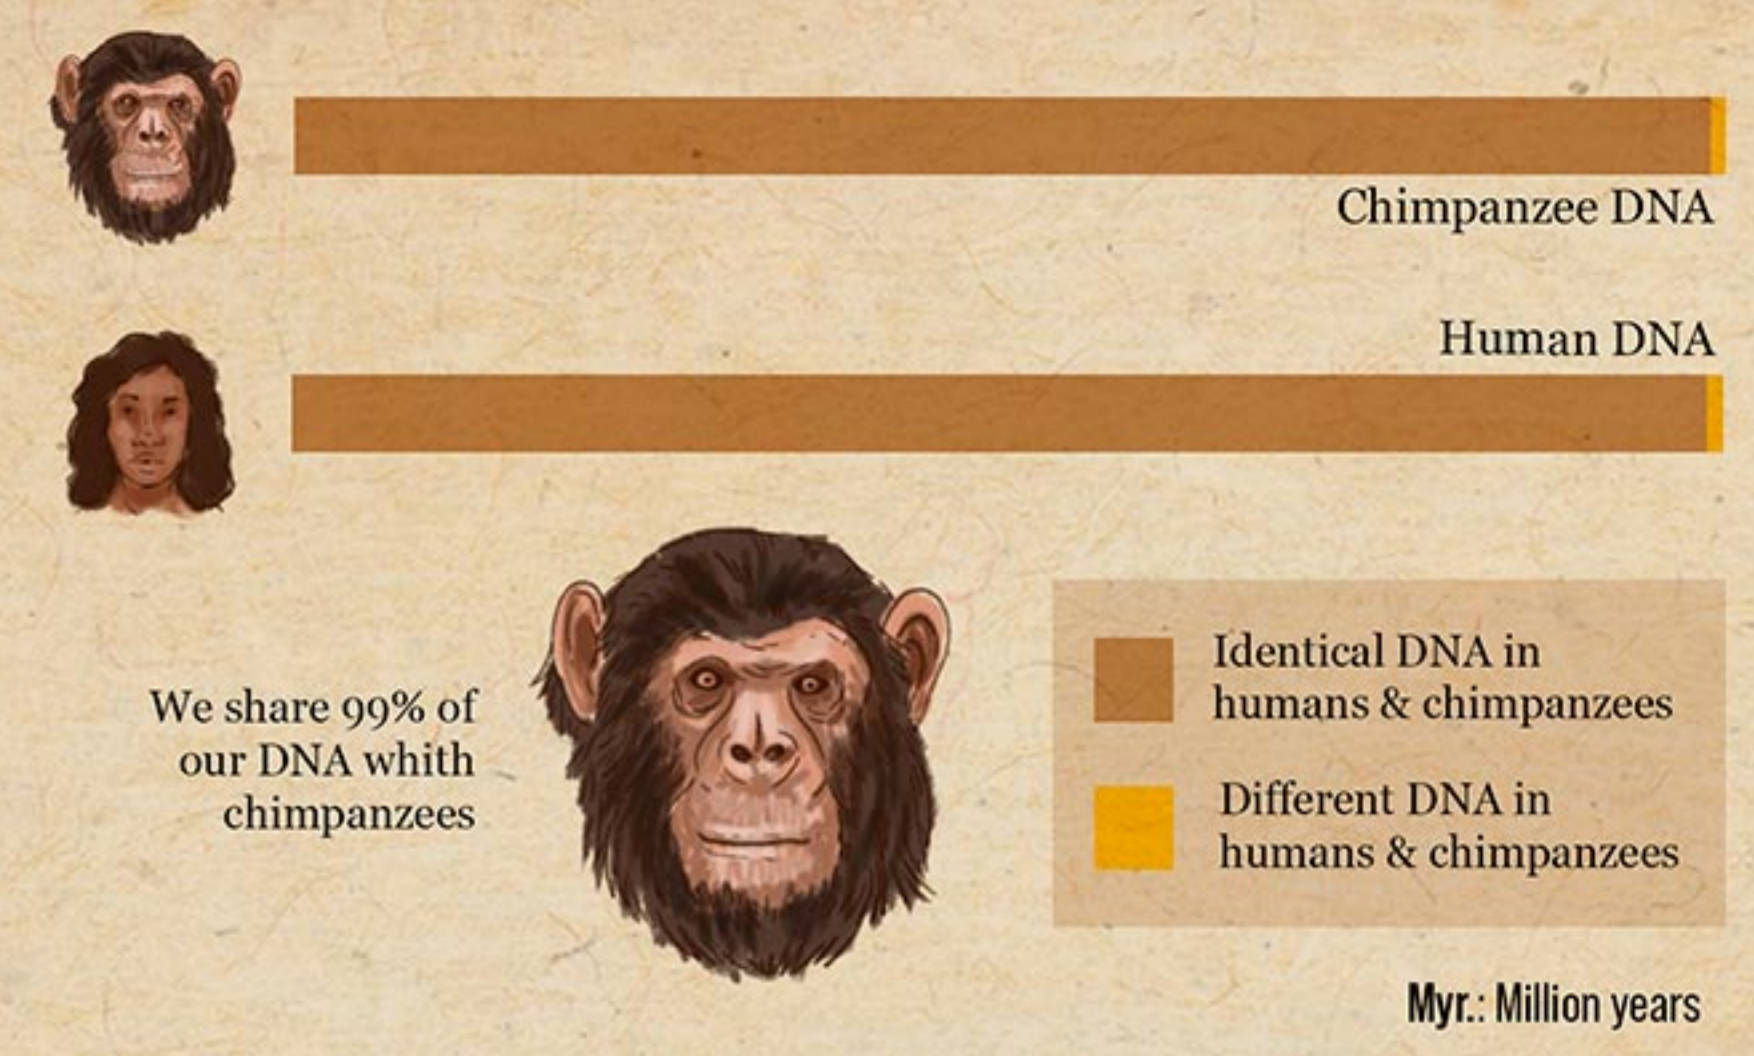 Chimpanzee DNA
Human DNA
We share 99% of
our DNA whith
chimpanzees
Identical DNA in
humans & chimpanzees
Different DNA in
humans & chimpanzees
Myr.: Million years